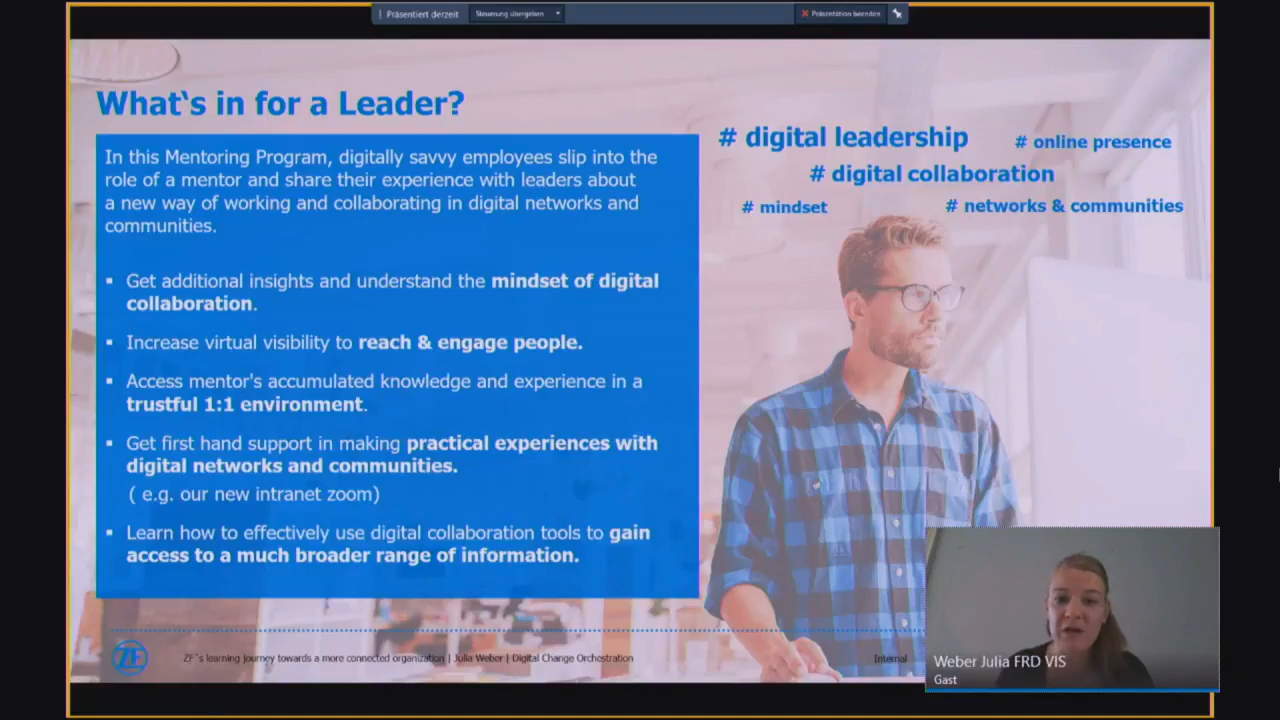 Präsentiert derzeit
Steuerung übergeben
Präsentation beenden
What's in for a Leader?
In this Mentoring Program, digitally savvy employees slip into the
role of a mentor and share their experience with leaders about
a new way of working and collaborating in digital networks and
communities.
▪ Get additional insights and understand the mindset of digital
collaboration.
▪ Increase virtual visibility to reach & engage people.
▪ Access mentor's accumulated knowledge and experience in a
trustful 1:1 environment.
▪ Get first hand support in making practical experiences with
digital networks and communities.
( e.g. our new intranet zoom)
▪ Learn how to effectively use digital collaboration tools to gain
access to a much broader range of information.
# digital leadership
# online presence
# digital collaboration
# mindset
# networks & communities
ZF
ZF´s learning journey towards a more connected organization | Julia Weber | Digital Change Orchestration
Internal
Weber Julia FRD VIS
Gast